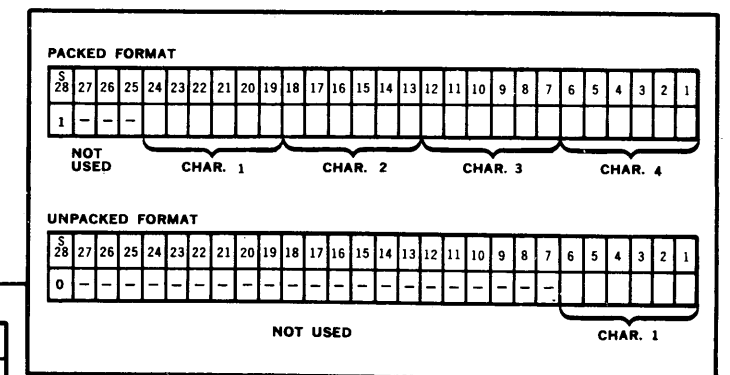 PACKED FORMAT
S
28 27 26 25 24 23 22 21 20 19 18 17 16 15 14 13 12 11 10 9 8 7 6 5 4 3 2 1
1 - - -
NOT USED CHAR. 1 CHAR. 2 CHAR. 3 CHAR. 4
UNPACKED FORMAT
S
28 27 26 25 24 23 22 21 20 19 18 17 16 15 14 13 12 11 10 9 8 7 6 5 4 3 2 1
0 - - - - - - - - - - - - - - - - - - - - -
NOT USED CHAR. 1